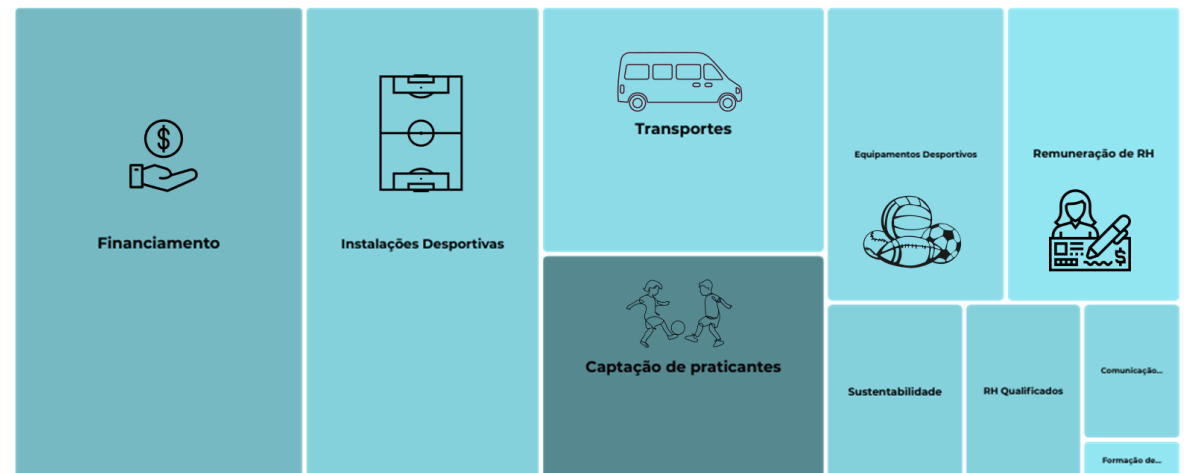 Financiamento
Instalações Desportivas
Transportes
Captação de praticantes
Equipamentos Desportivos
Remuneração de RH
$
Sustentabilidade
RH Qualificados
Comunicação...
Formação de...